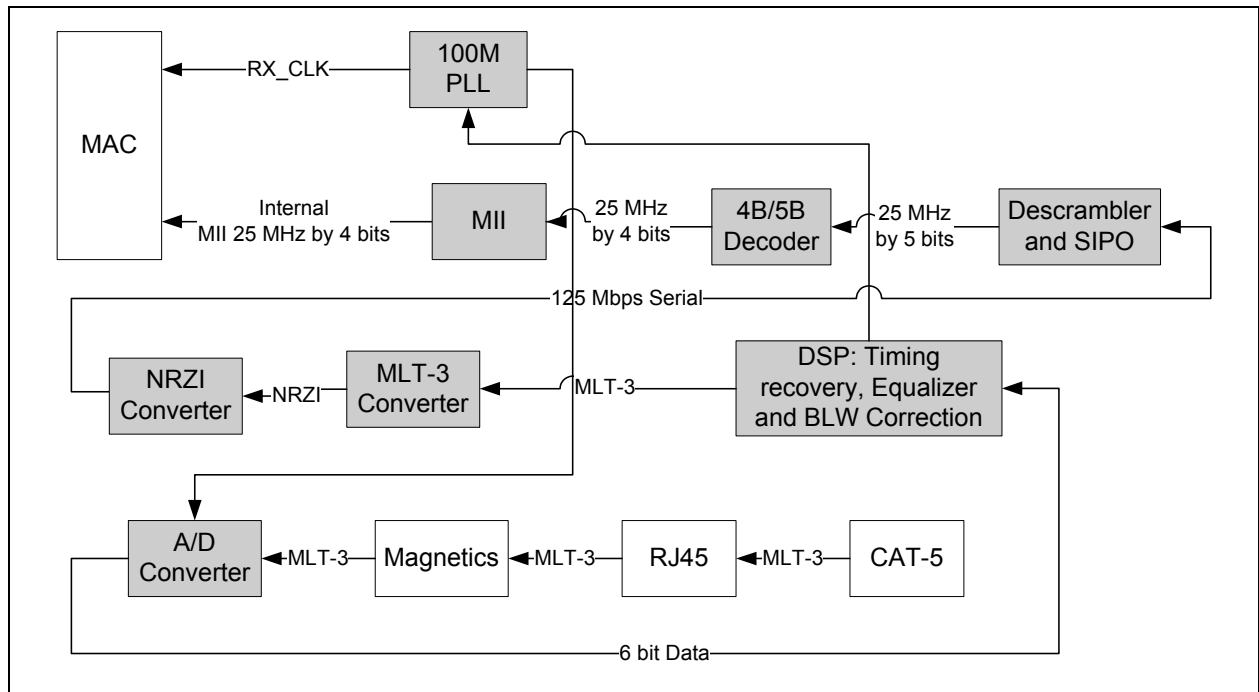 100M
PLL
RX_CLK
MAC
Internal
MII 25 MHz by 4 bits
MII
25 MHz
by 4 bits
4B/5B
Decoder
25 MHz
by 5 bits
Descrambler
and SIPO
125 Mbps Serial
NRZI
Converter
NRZI
MLT-3
Converter
MLT-3
DSP: Timing
recovery, Equalizer
and BLW Correction
A/D
Converter
MLT-3
Magnetics
MLT-3
RJ45
MLT-3
CAT-5
6 bit Data